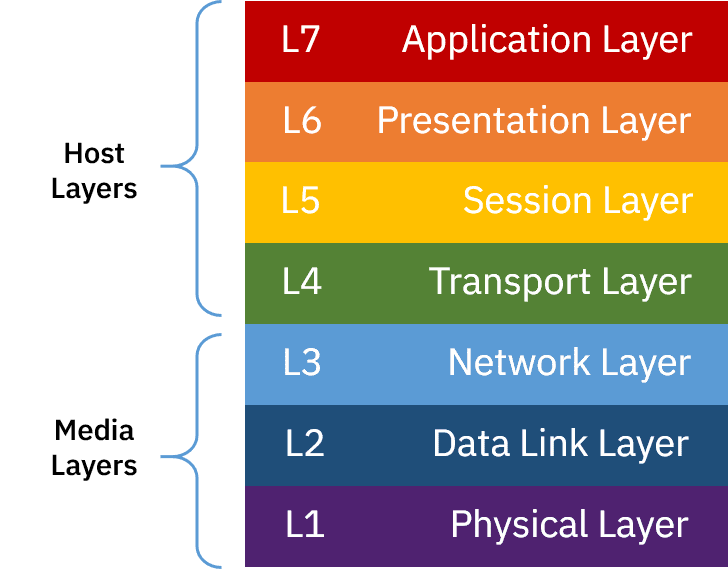 L7 Application Layer
L6 Presentation Layer
Host
Layers
L5 Session Layer
L4 Transport Layer
L3 Network Layer
Media
Layers
L2 Data Link Layer
L1 Physical Layer